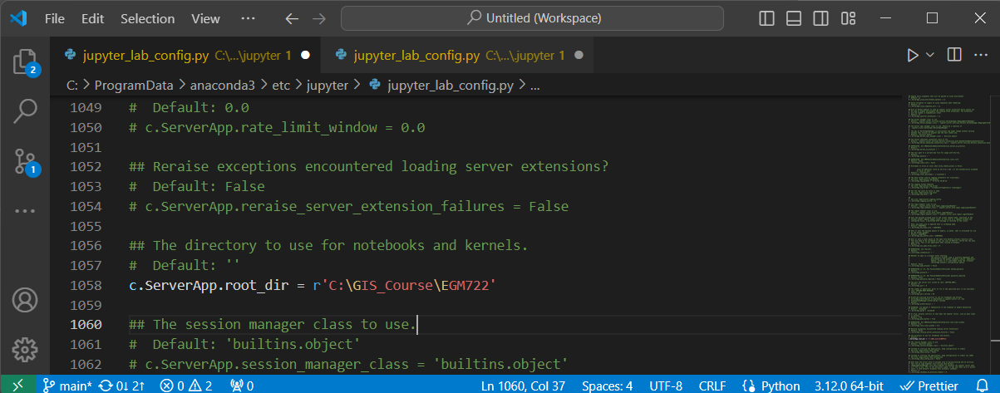 File Edit Selection View ··· Untitled (Workspace)
jupyter_lab_config.py C:\...\jupyter 1 jupyter_lab_config.py C:\...\jupyter 1
C: > ProgramData > anaconda3 > etc > jupyter > jupyter_lab_config.py > ...
1049 #  Default: 0.0
1050 # c.ServerApp.rate_limit_window = 0.0
1051
1052 ## Reraise exceptions encountered loading server extensions?
1053 #  Default: False
1054 # c.ServerApp.reraise_server_extension_failures = False
1055
1056 ## The directory to use for notebooks and kernels.
1057 #  Default: ''
1058 c.ServerApp.root_dir = r'C:\GIS_Course\EGM722'
1059
1060 ## The session manager class to use.
1061 #  Default: 'builtins.object'
1062 # c.ServerApp.session_manager_class = 'builtins.object'
2
1
main* 0↓ 2↑ 0 2 0 Ln 1060, Col 37 Spaces: 4 UTF-8 CRLF Python 3.12.0 64-bit Prettier